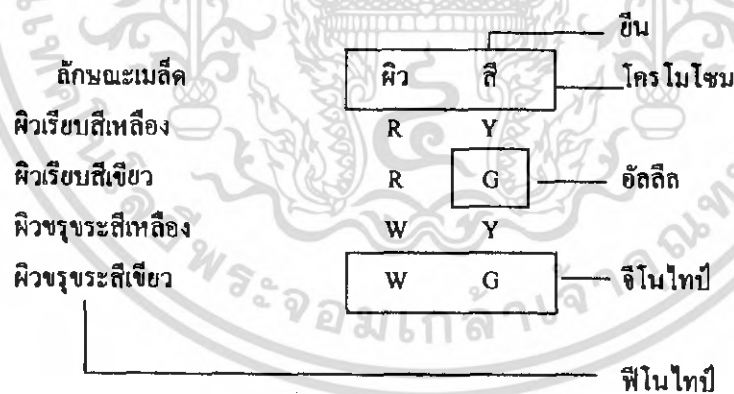 ยีน
ลักษณะเมล็ด ผิว สี โครโมโซม
ผิวเรียบสีเหลือง R Y
ผิวเรียบสีเขียว R G อัลลีล
ผิวขรุขระสีเหลือง W Y
ผิวขรุขระสีเขียว W G จีโนไทป์
ฟีโนไทป์